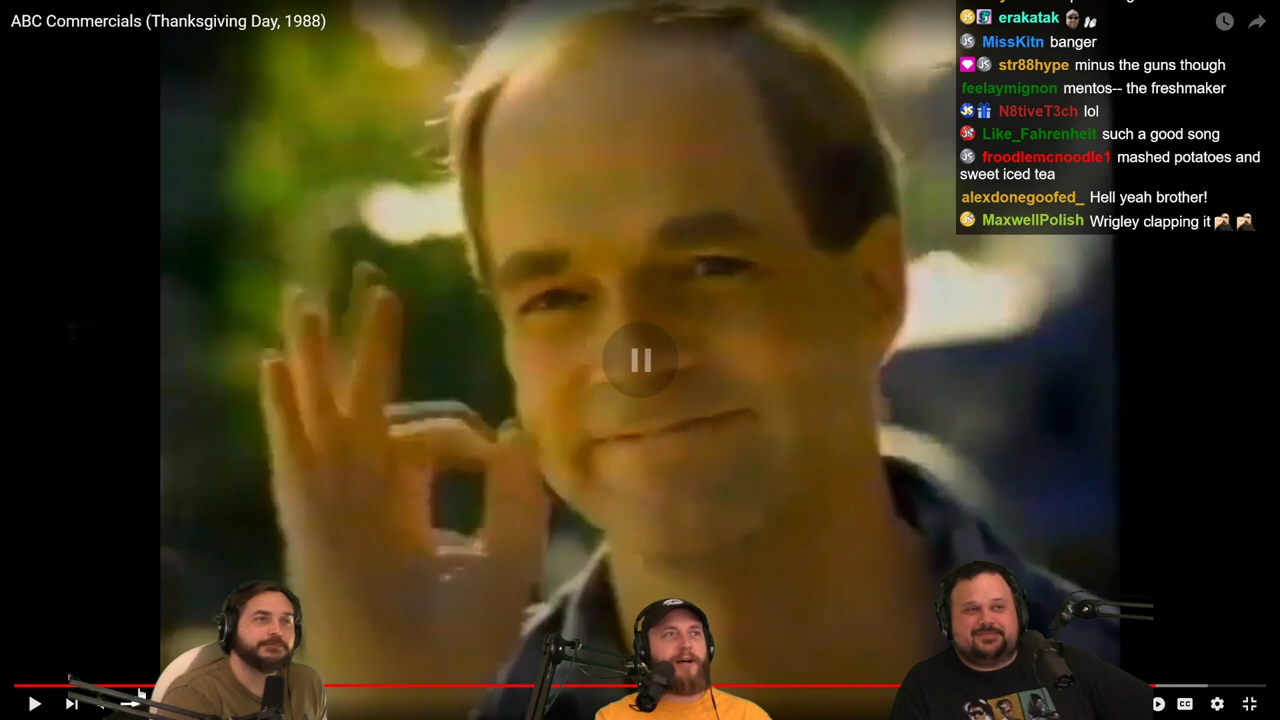 ABC Commercials (Thanksgiving Day, 1988)
erakatak
MissKitn banger
str88hype minus the guns though
feelaymignon mentos-- the freshmaker
N8tiveT3ch lol
Like_Fahrenheit such a good song
froodlemcnoodle1 mashed potatoes and
sweet iced tea
alexdonegoofed_ Hell yeah brother!
MaxwellPolish Wrigley clapping it
CC